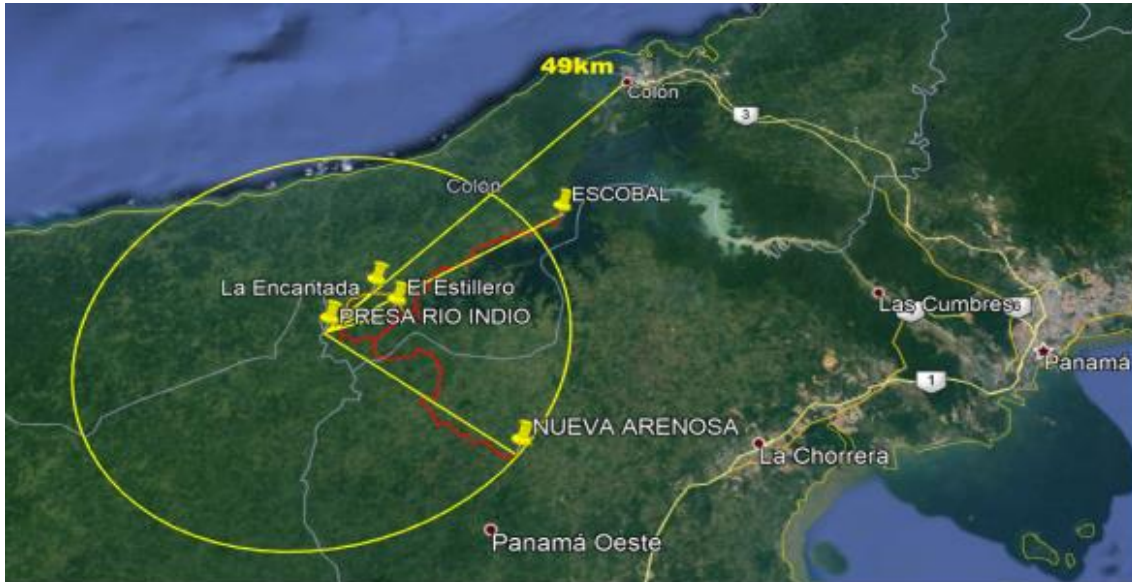 49km
Colón
3
Colón
ESCOBAL
La Encantada
El Estillero
PRESA RIO INDIO
Las Cumbres
Panamá
1
NUEVA ARENOSA
La Chorrera
Panamá Oeste